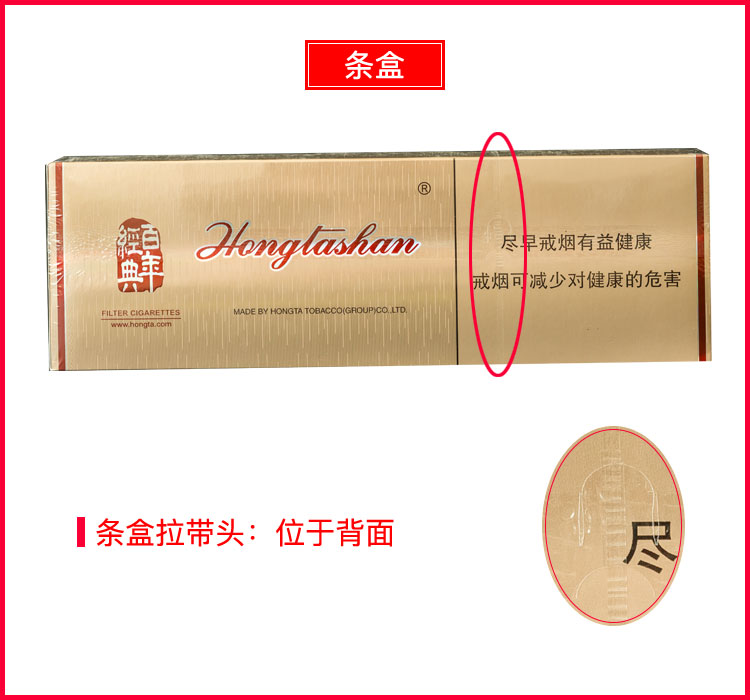 条盒
®
百年
經典
Hongtashan
FILTER CIGARETTES
www.hongta.com
MADE BY HONGTA TOBACCO(GROUP)CO.,LTD.
尽早戒烟有益健康
戒烟可减少对健康的危害
条盒拉带头：位于背面
尽